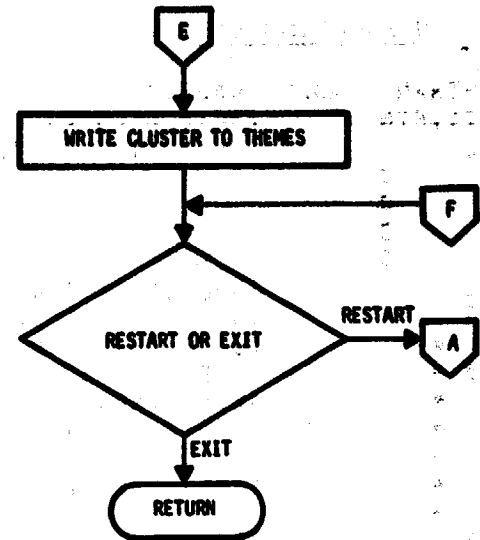 E
WRITE CLUSTER TO THEMES
F
RESTART OR EXIT
RESTART
A
EXIT
RETURN